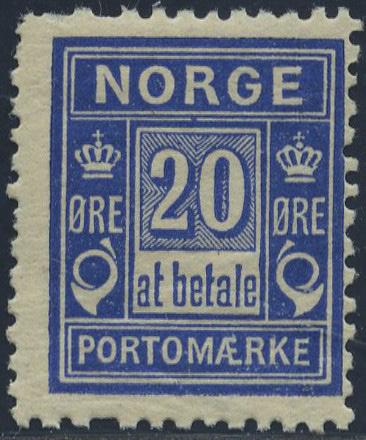 NORGE
20
ØRE ØRE
at betale
PORTOMÆRKE